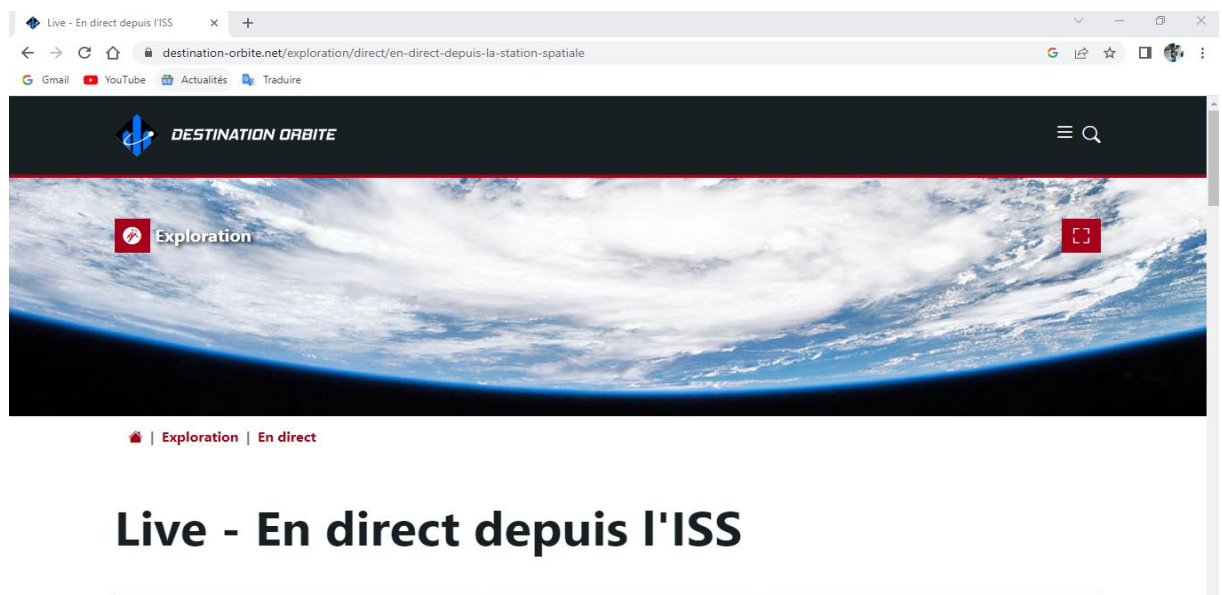 Live - En direct depuis l'ISS
destination-orbite.net/exploration/direct/en-direct-depuis-la-station-spatiale
Gmail YouTube Actualités Traduire
DESTINATION ORBITE
Exploration
| Exploration | En direct
Live - En direct depuis l'ISS